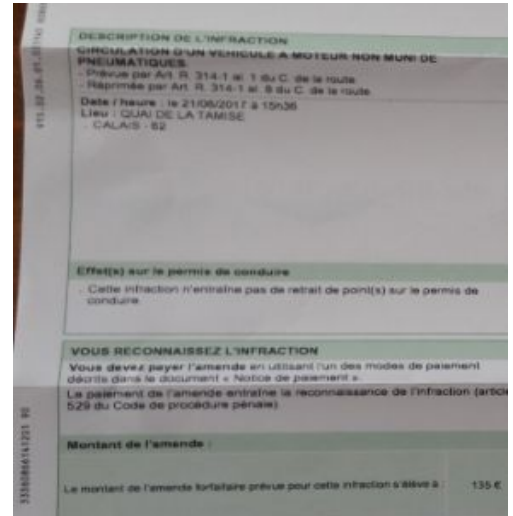 DESCRIPTION DE L'INFRACTION
CIRCULATION D'UN VEHICULE A MOTEUR NON MUNI DE
PNEUMATIQUES.
- Prévue par Art. R. 314-1 al. 1 du C. de la route.
- Réprimée par Art. R. 314-1 al. 8 du C. de la route.
Date / heure : le 21/06/2017 à 15h36
Lieu : QUAI DE LA TAMISE
- CALAIS - 62
Effet(s) sur le permis de conduire
- Cette infraction n'entraîne pas de retrait de point(s) sur le permis de
conduire.
VOUS RECONNAISSEZ L'INFRACTION
Vous devez payer l'amende en utilisant l'un des modes de paiement
décrits dans le document « Notice de paiement ».
Le paiement de l'amende entraîne la reconnaissance de l'infraction (article
529 du Code de procédure pénale).
Montant de l'amende :
Le montant de l'amende forfaitaire prévue pour cette infraction s'élève à : 135 €